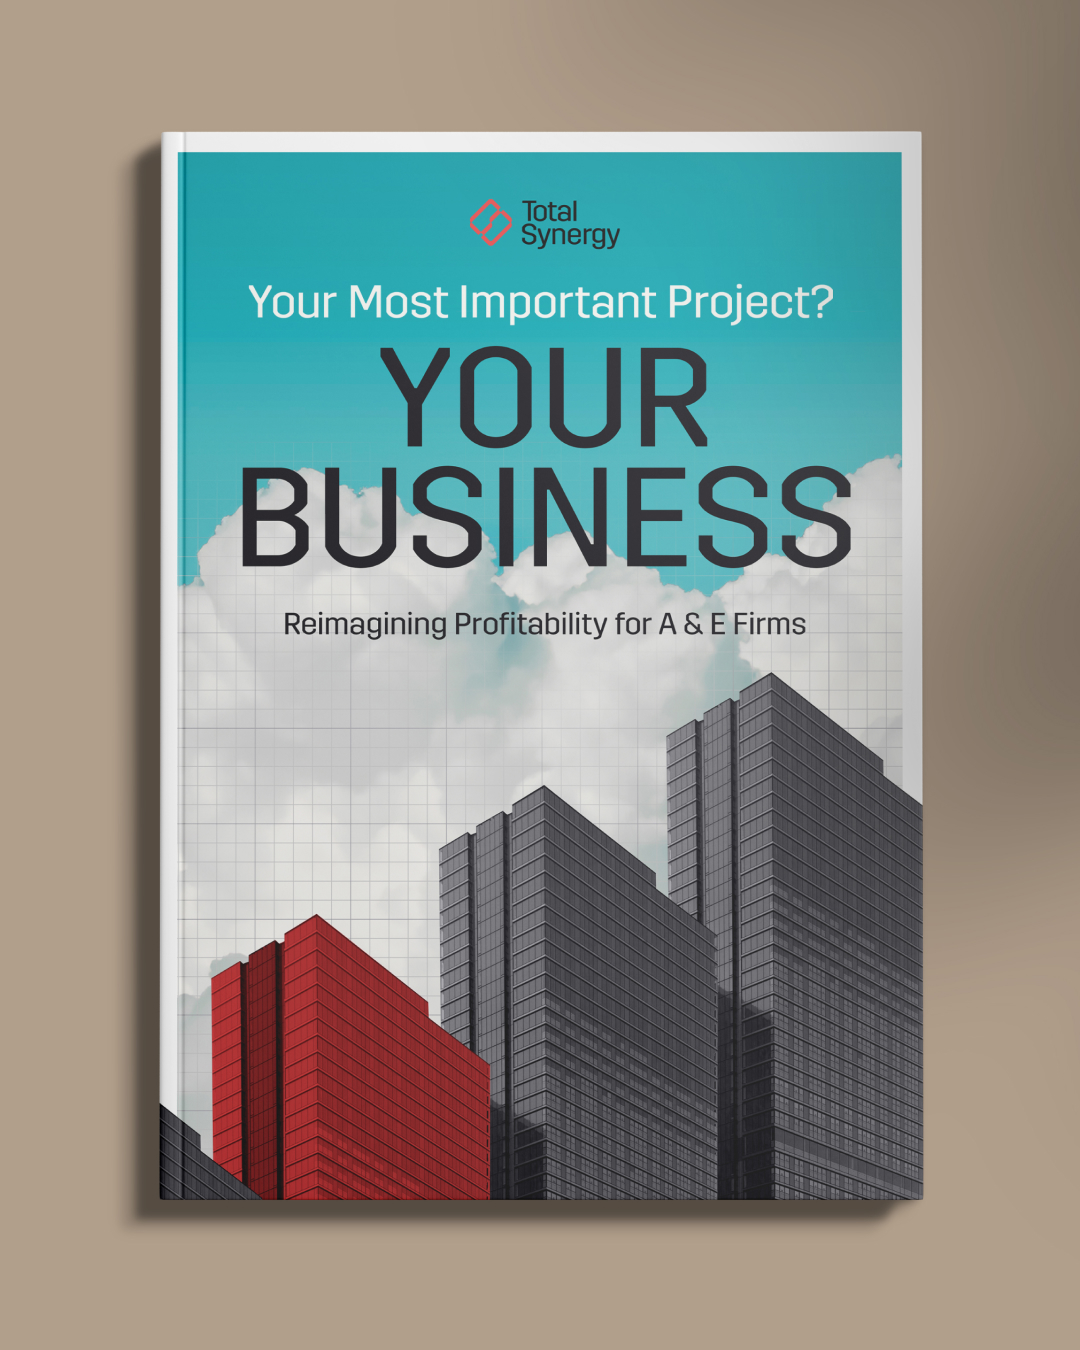 Total
Synergy
Your Most Important Project?
YOUR
BUSINESS
Reimagining Profitability for A & E Firms